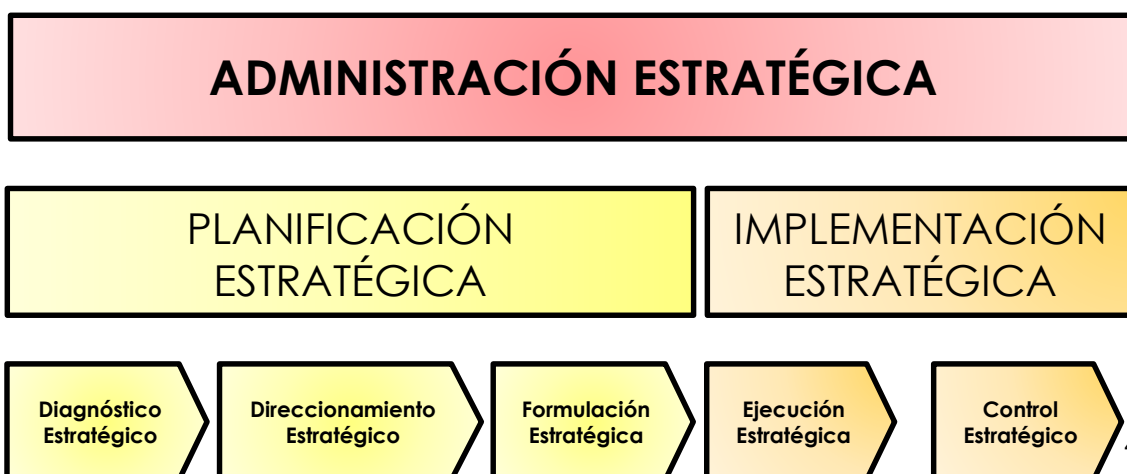 ADMINISTRACIÓN ESTRATÉGICA
PLANIFICACIÓN
ESTRATÉGICA
IMPLEMENTACIÓN
ESTRATÉGICA
Diagnóstico
Estratégico
Direccionamiento
Estratégico
Formulación
Estratégica
Ejecución
Estratégica
Control
Estratégico